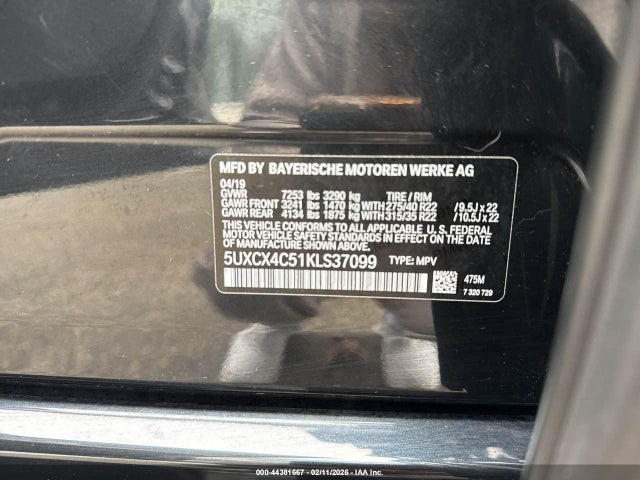 MFD BY BAYERISCHE MOTOREN WERKE AG
04/19
GVWR 7253 lbs 3290 kg TIRE / RIM
GAWR FRONT 3241 lbs 1470 kg WITH 275/40 R22 / 9.5J x 22
GAWR REAR 4134 lbs 1875 kg WITH 315/35 R22 / 10.5J x 22
THIS VEHICLE CONFORMS TO ALL APPLICABLE U. S. FEDERAL
MOTOR VEHICLE SAFETY STANDARDS IN EFFECT ON THE DATE OF
MANUFACTURE SHOWN ABOVE.
5UXCX4C51KLS37099 TYPE: MPV
475M
7 320 729
000-44381667 - 02/11/2026 - IAA Inc.